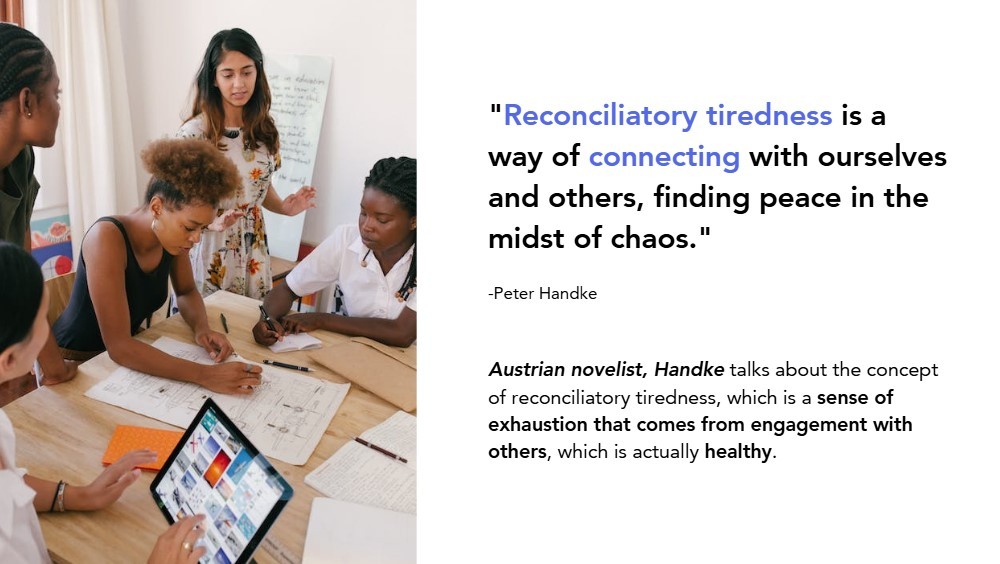 "Reconciliatory tiredness is a
way of connecting with ourselves
and others, finding peace in the
midst of chaos."
-Peter Handke
Austrian novelist, Handke talks about the concept
of reconciliatory tiredness, which is a sense of
exhaustion that comes from engagement with
others, which is actually healthy.